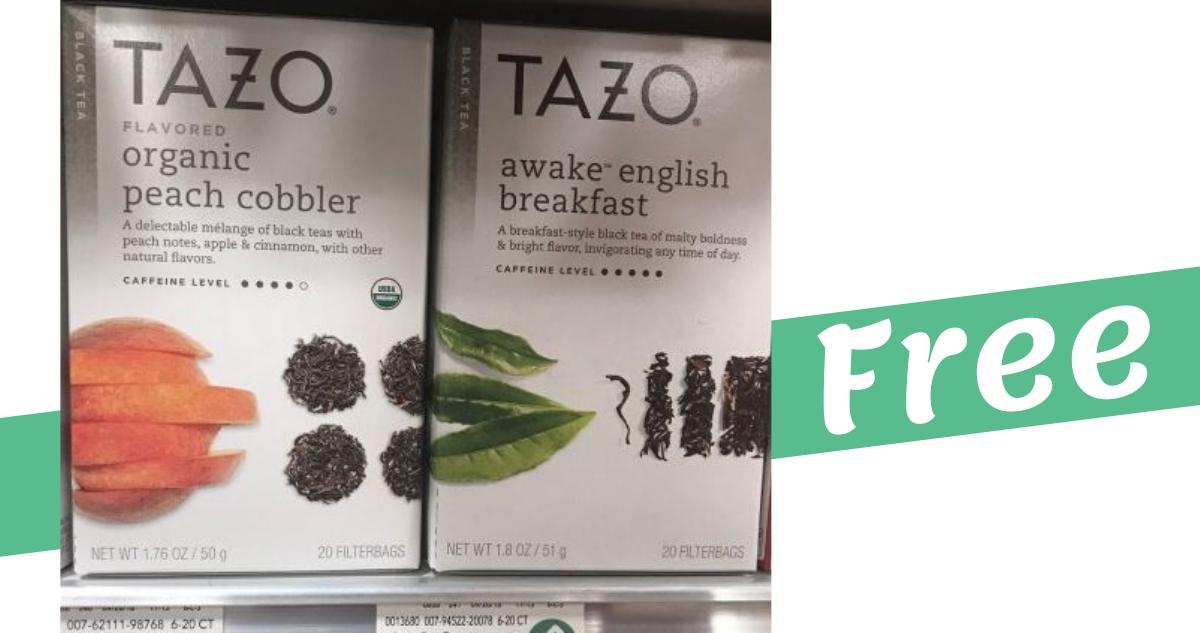 BLACK TEA
TAZO®
FLAVORED
organic
peach cobbler
A delectable mélange of black teas with
peach notes, apple & cinnamon, with other
natural flavors.
CAFFEINE LEVEL
USDA
ORGANIC
NET WT 1.76 OZ / 50 g
20 FILTERBAGS
BLACK TEA
TAZO®
awake™ english
breakfast
A breakfast-style black tea of malty boldness
& bright flavor, invigorating any time of day.
CAFFEINE LEVEL
NET WT 1.8 OZ / 51 g
20 FILTERBAGS
007-62111-98768 6-20 CT
0013680 007-94522-20078 6-20 CT
Free